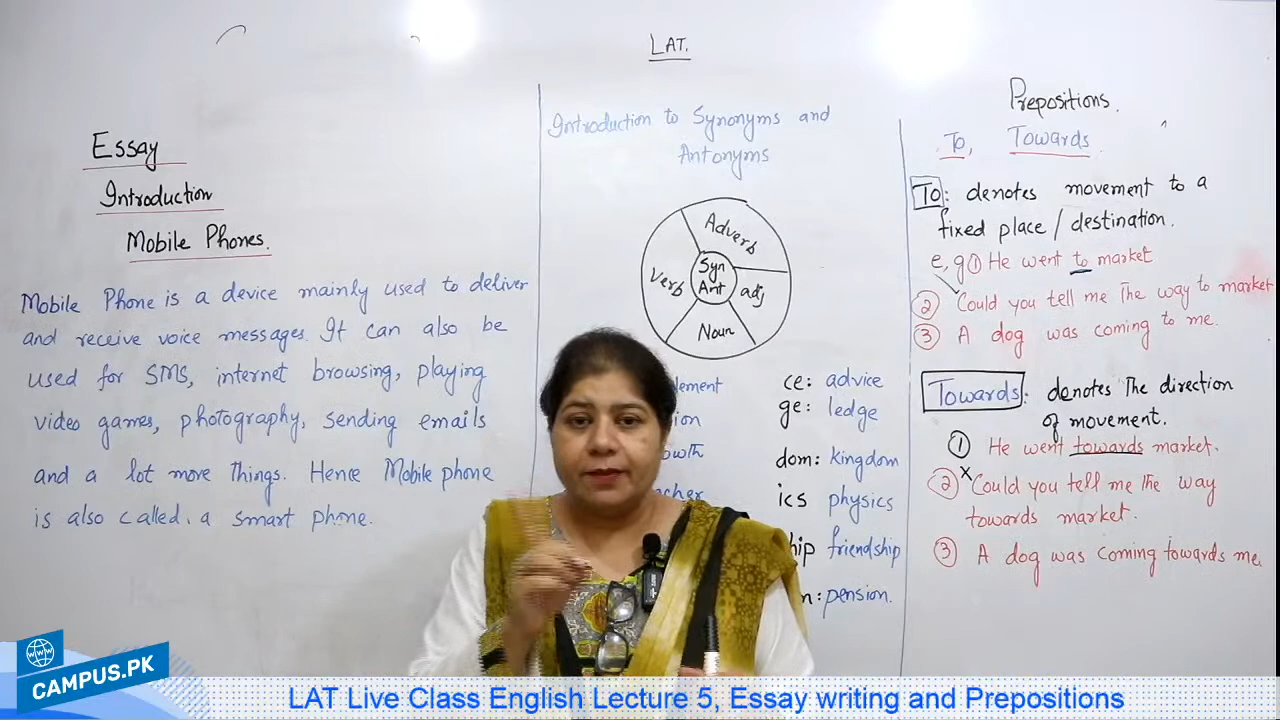 LAT.
Essay
Introduction
Mobile Phones.
Mobile Phone is a device mainly used to deliver
and receive voice messages. It can also be
used for SMS, internet browsing, playing
video games, photography, sending emails
and a lot more things. Hence Mobile phone
is also called a smart phone.
Introduction to Synonyms and
Antonyms
Adverb
Verb
Syn
Ant
adj
Noun
ce: advice
ge: ledge
dom: kingdom
ics physics
friendship
pension.
Prepositions.
To, Towards
To: denotes movement to a
fixed place / destination.
e,g ① He went to market
② Could you tell me The way to market
③ A dog was coming to me.
Towards: denotes The direction
of movement.
① He went towards market.
② x Could you tell me The way
towards market.
③ A dog was coming towards me.
www
CAMPUS.PK
LAT Live Class English Lecture 5, Essay writing and Prepositions